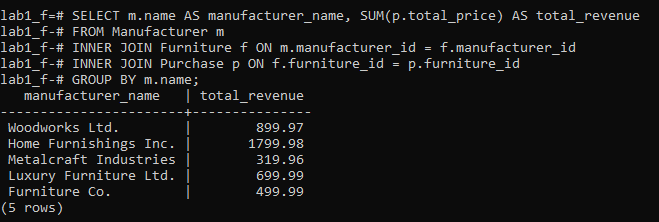 lab1_f=# SELECT m.name AS manufacturer_name, SUM(p.total_price) AS total_revenue
lab1_f-# FROM Manufacturer m
lab1_f-# INNER JOIN Furniture f ON m.manufacturer_id = f.manufacturer_id
lab1_f-# INNER JOIN Purchase p ON f.furniture_id = p.furniture_id
lab1_f-# GROUP BY m.name;
   manufacturer_name    | total_revenue
------------------------+---------------
 Woodworks Ltd.         |        899.97
 Home Furnishings Inc.  |       1799.98
 Metalcraft Industries  |        319.96
 Luxury Furniture Ltd.  |        699.99
 Furniture Co.          |        499.99
(5 rows)